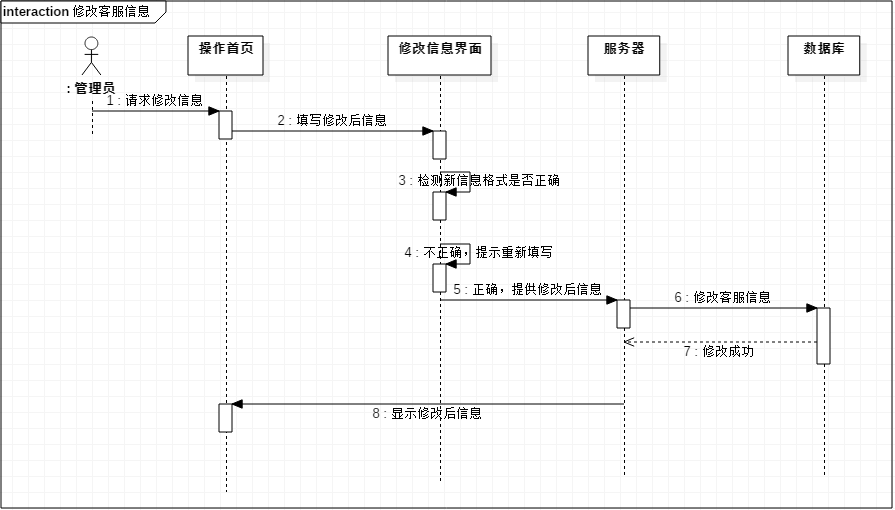 interaction 修改客服信息
操作首页
修改信息界面
服务器
数据库
: 管理员
1 : 请求修改信息
2 : 填写修改后信息
3 : 检测新信息格式是否正确
4 : 不正确，提示重新填写
5 : 正确，提供修改后信息
6 : 修改客服信息
7 : 修改成功
8 : 显示修改后信息